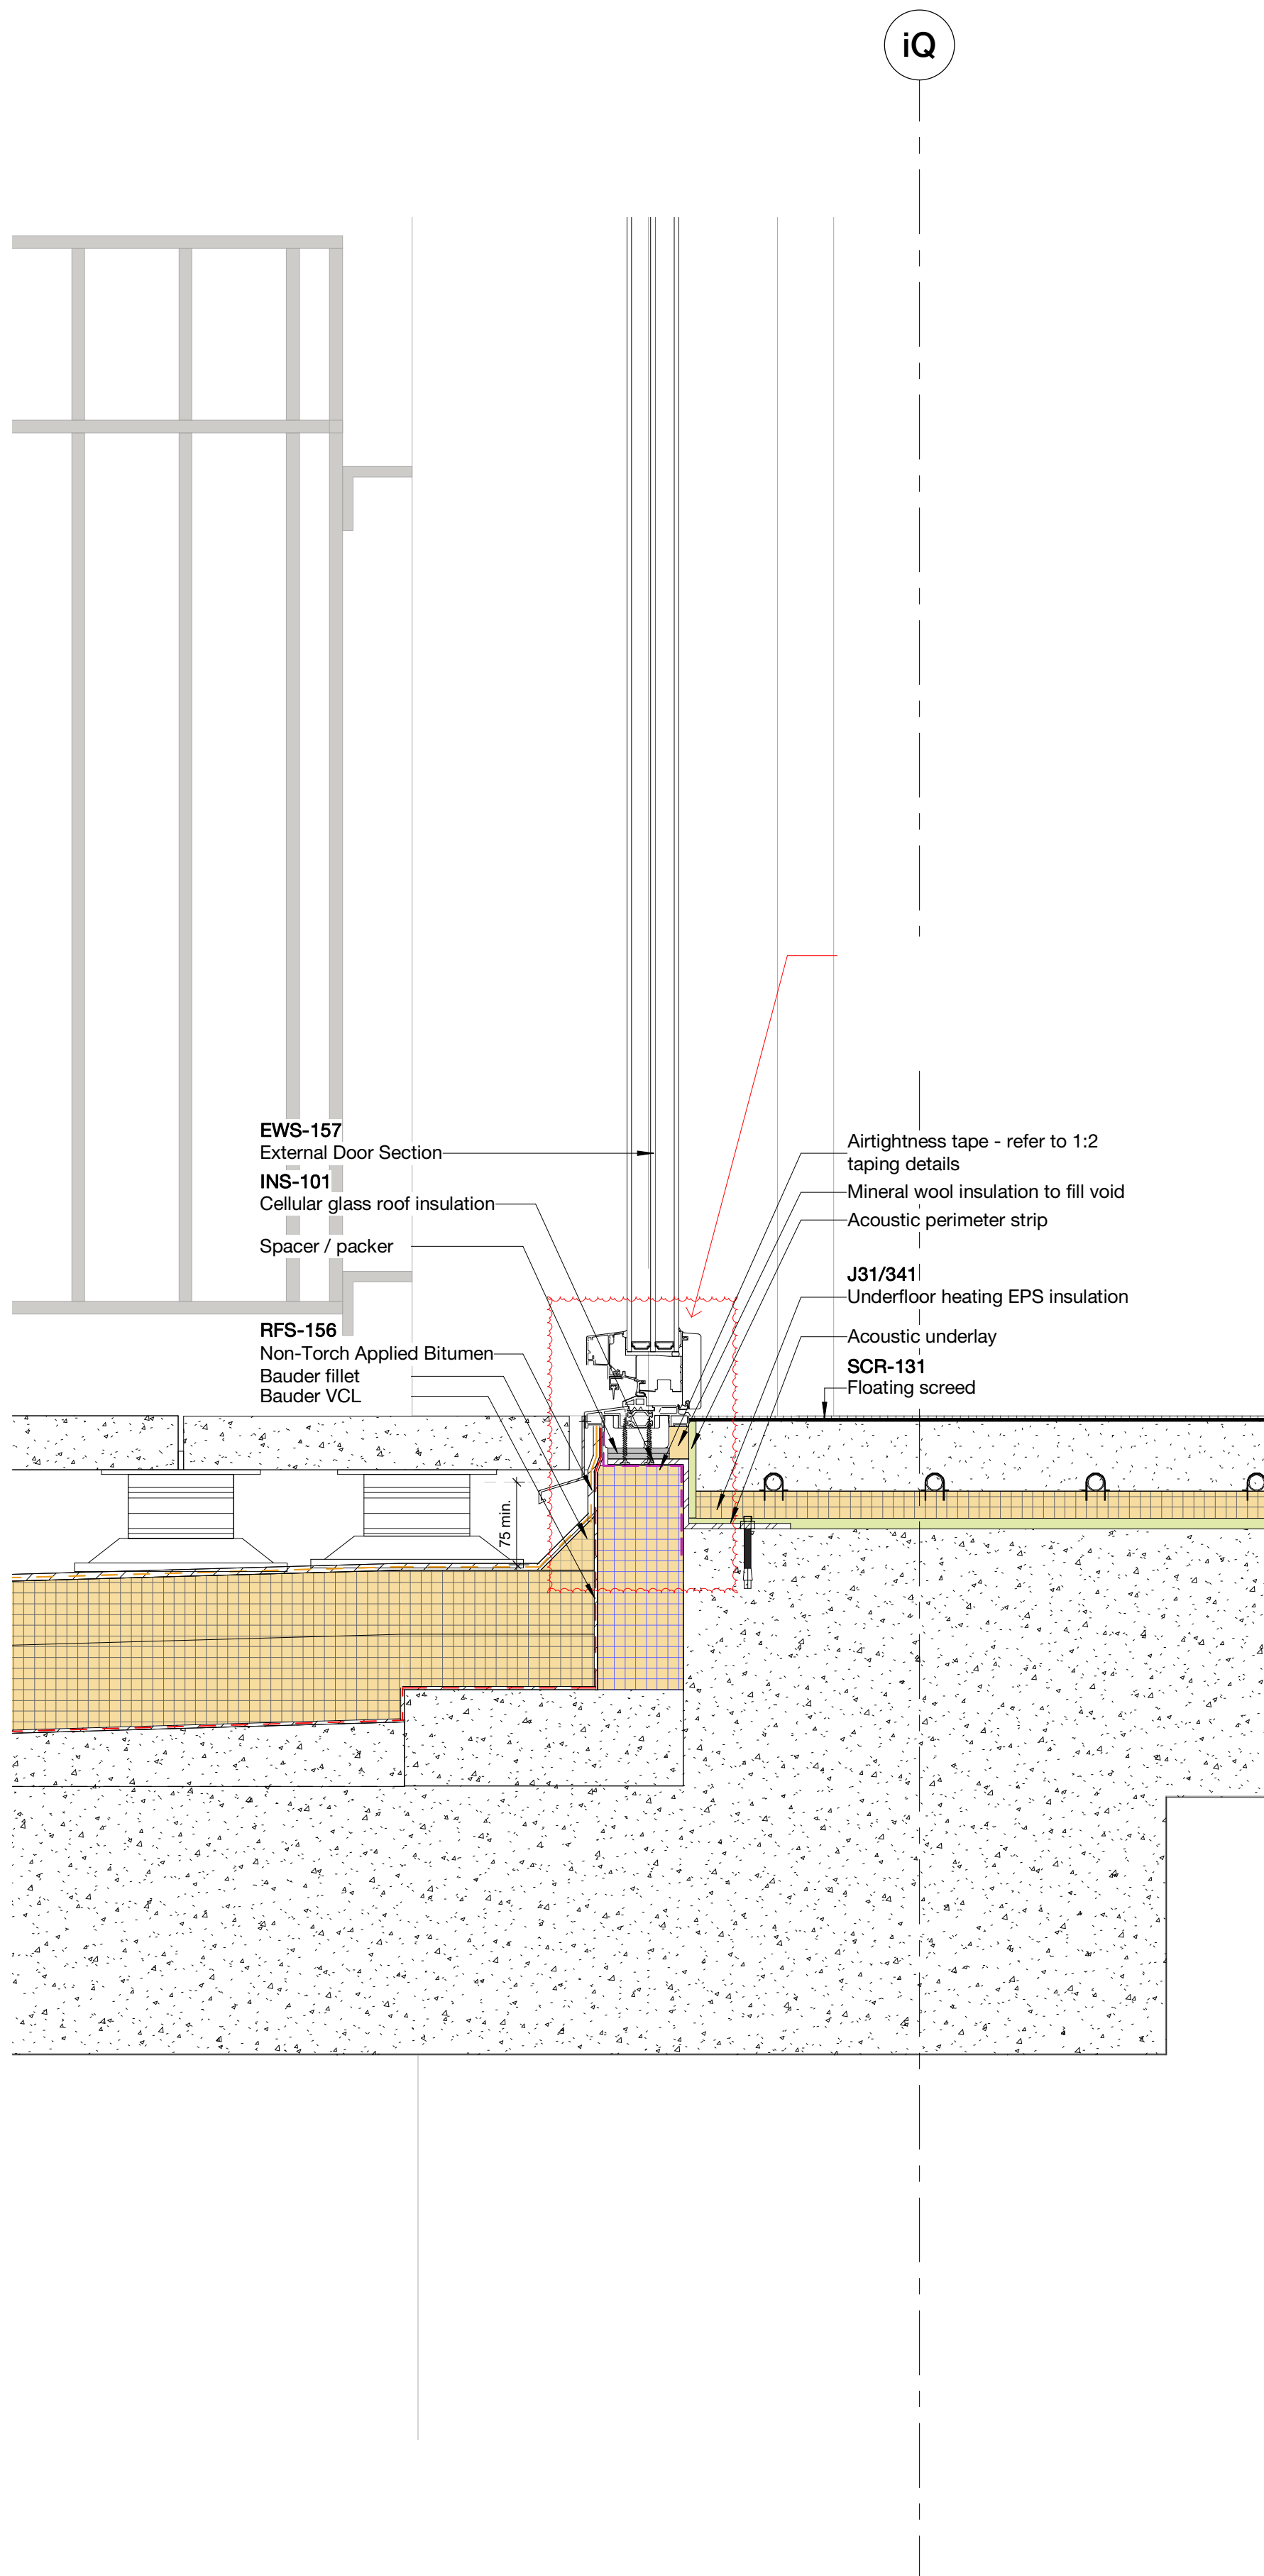 iQ
EWS-157
External Door Section
INS-101
Cellular glass roof insulation
Spacer / packer
RFS-156
Non-Torch Applied Bitumen
Bauder fillet
Bauder VCL
75 min.
Airtightness tape - refer to 1:2
taping details
Mineral wool insulation to fill void
Acoustic perimeter strip
J31/341
Underfloor heating EPS insulation
Acoustic underlay
SCR-131
Floating screed